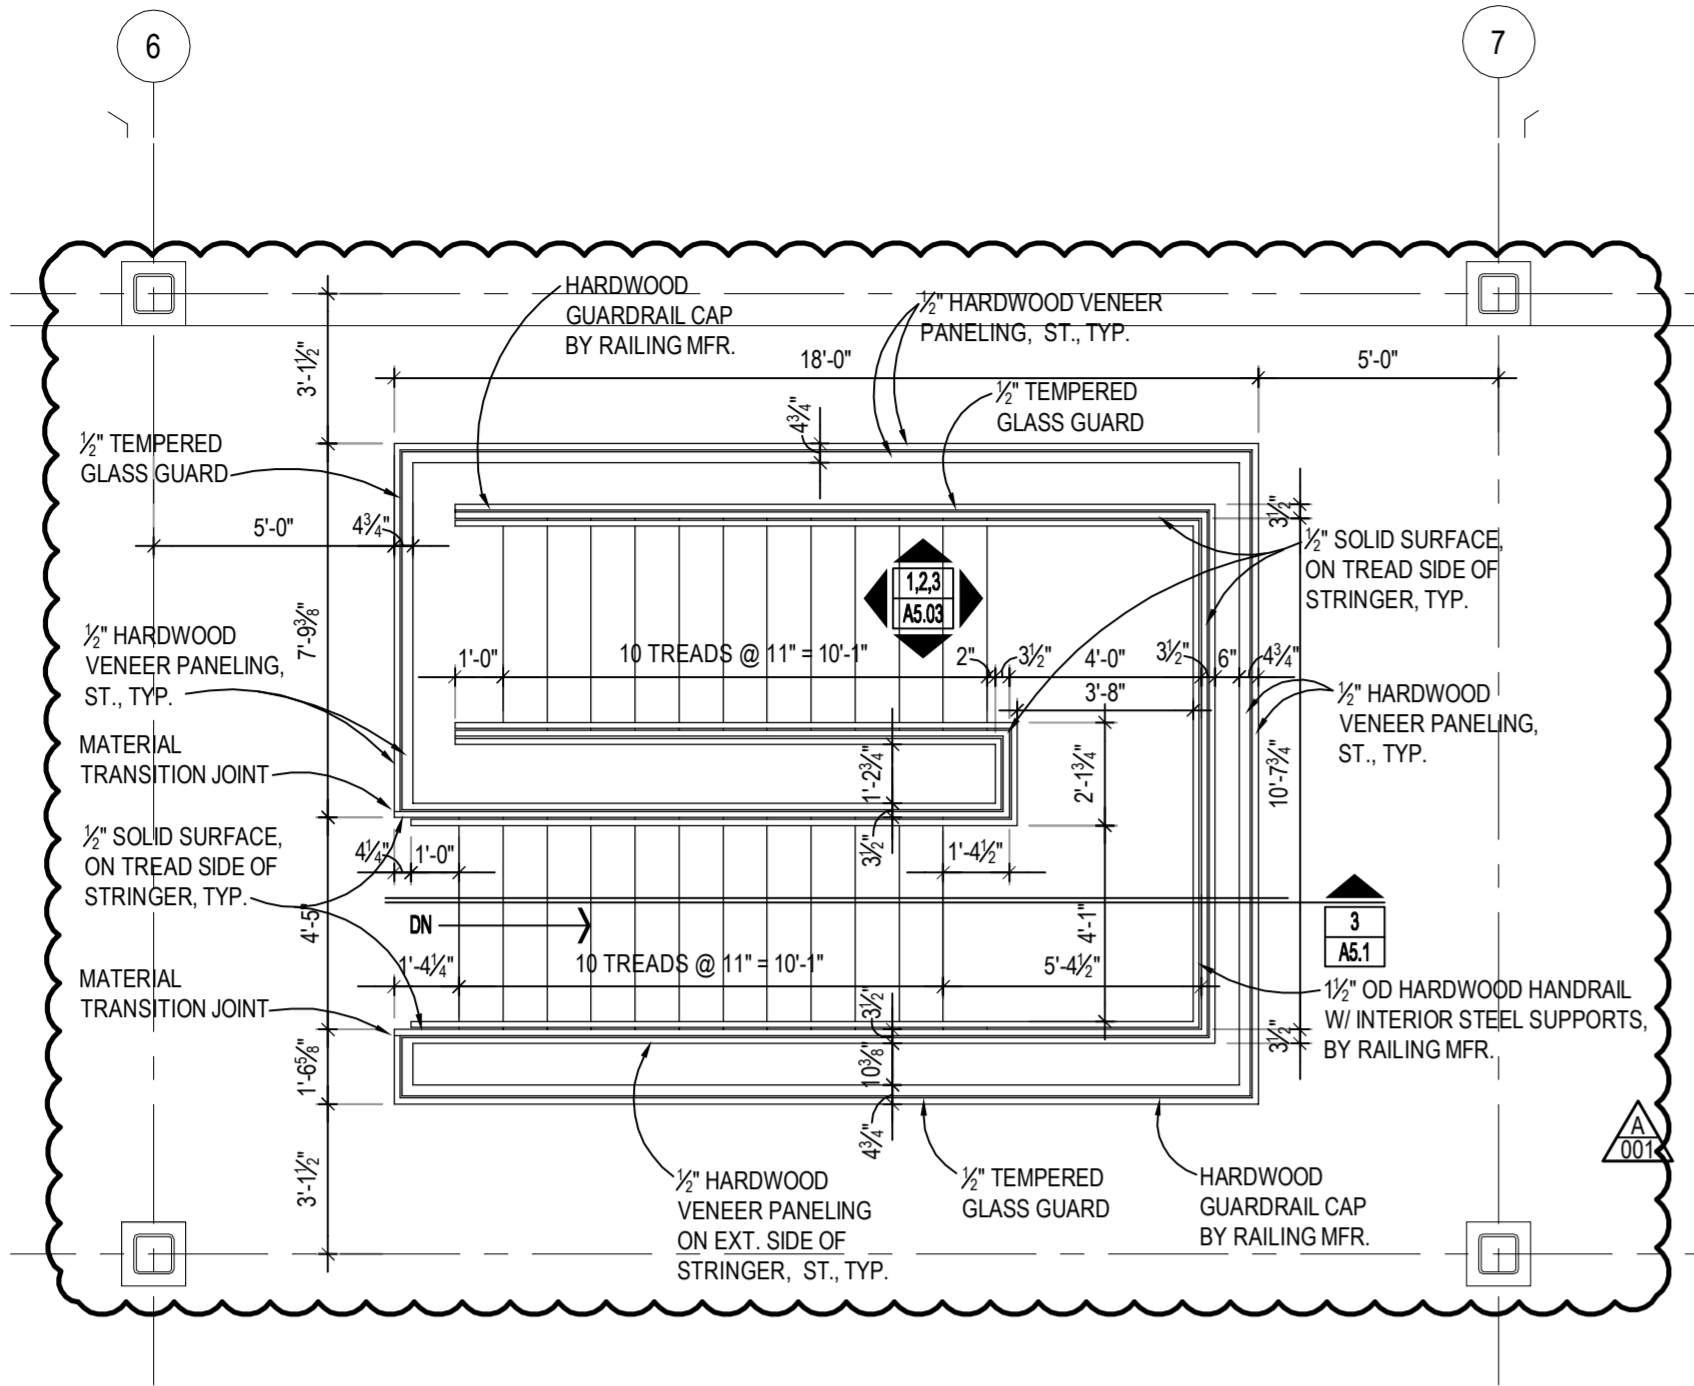 6
7
HARDWOOD
GUARDRAIL CAP
BY RAILING MFR.
½" HARDWOOD VENEER
PANELING, ST., TYP.
3'-1½"
18'-0"
5'-0"
½" TEMPERED
GLASS GUARD
4¾"
½" TEMPERED
GLASS GUARD
5'-0"
4¾"
3½"
½" SOLID SURFACE,
ON TREAD SIDE OF
STRINGER, TYP.
1,2,3
A5.03
7'-9⅜"
½" HARDWOOD
VENEER PANELING,
ST., TYP.
1'-0"
10 TREADS @ 11" = 10'-1"
2"
3½"
4'-0"
3½"
6"
4¾"
3'-8"
½" HARDWOOD
VENEER PANELING,
ST., TYP.
MATERIAL
TRANSITION JOINT
1'-2¾"
2'-1¾"
10'-7¾"
½" SOLID SURFACE,
ON TREAD SIDE OF
STRINGER, TYP.
4¼"
1'-0"
3½"
1'-4½"
4'-5"
DN
4'-1"
3
A5.1
1'-4¼"
10 TREADS @ 11" = 10'-1"
5'-4½"
MATERIAL
TRANSITION JOINT
1½" OD HARDWOOD HANDRAIL
W/ INTERIOR STEEL SUPPORTS,
BY RAILING MFR.
3½"
3½"
1'-6⅝"
10⅜"
4¾"
A
001
3'-1½"
½" HARDWOOD
VENEER PANELING
ON EXT. SIDE OF
STRINGER, ST., TYP.
½" TEMPERED
GLASS GUARD
HARDWOOD
GUARDRAIL CAP
BY RAILING MFR.